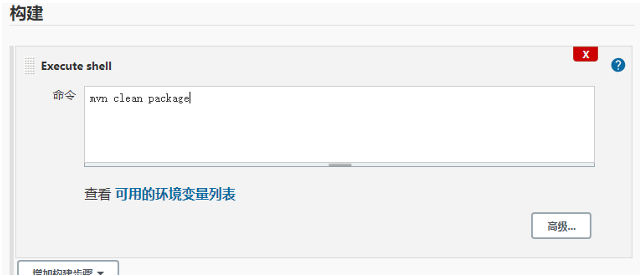 构建
Execute shell
X
?
命令
mvn clean package
查看 可用的环境变量列表
高级...
增加构建步骤